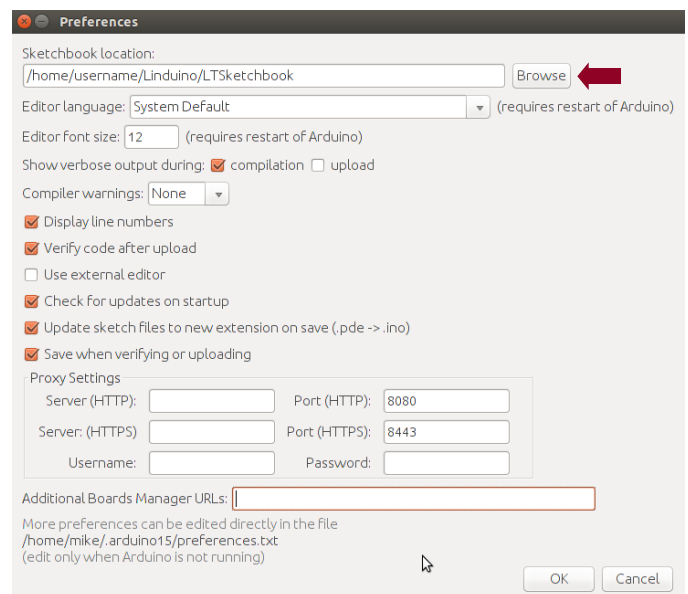 Preferences
Sketchbook location:
/home/username/Linduino/LTSketchbook Browse
Editor language: System Default (requires restart of Arduino)
Editor font size: 12 (requires restart of Arduino)
Show verbose output during: compilation upload
Compiler warnings: None
Display line numbers
Verify code after upload
Use external editor
Check for updates on startup
Update sketch files to new extension on save (.pde -> .ino)
Save when verifying or uploading
Proxy Settings
Server (HTTP): Port (HTTP): 8080
Server: (HTTPS) Port (HTTPS): 8443
Username: Password:
Additional Boards Manager URLs:
More preferences can be edited directly in the file
/home/mike/.arduino15/preferences.txt
(edit only when Arduino is not running)
OK Cancel